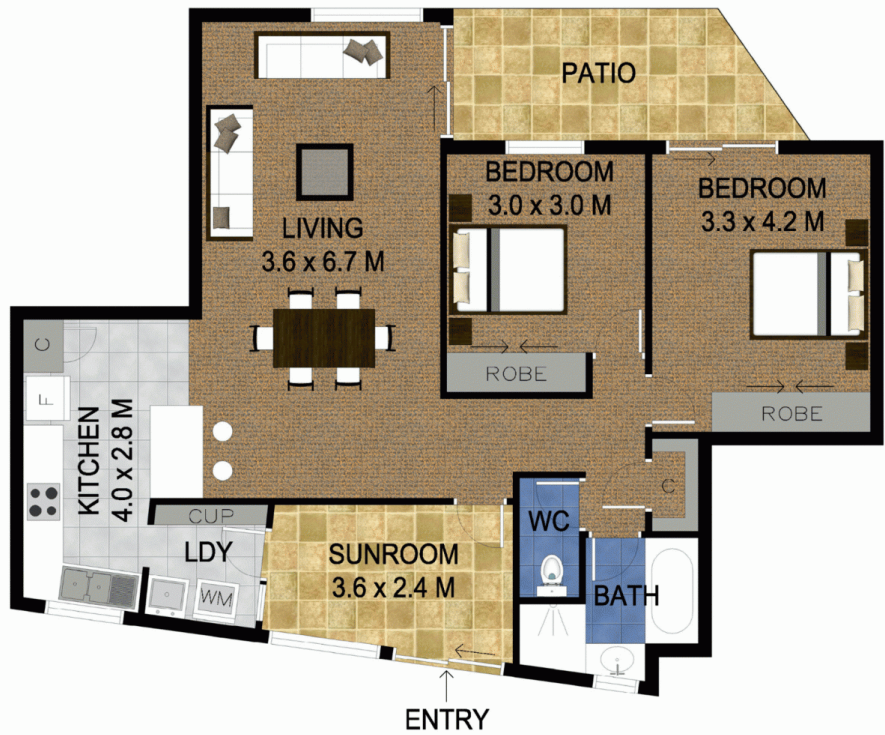 PATIO
BEDROOM
3.0 x 3.0 M
BEDROOM
3.3 x 4.2 M
LIVING
3.6 x 6.7 M
C
F
KITCHEN
4.0 x 2.8 M
ROBE
ROBE
C
CUP
LDY
WM
SUNROOM
3.6 x 2.4 M
WC
BATH
ENTRY